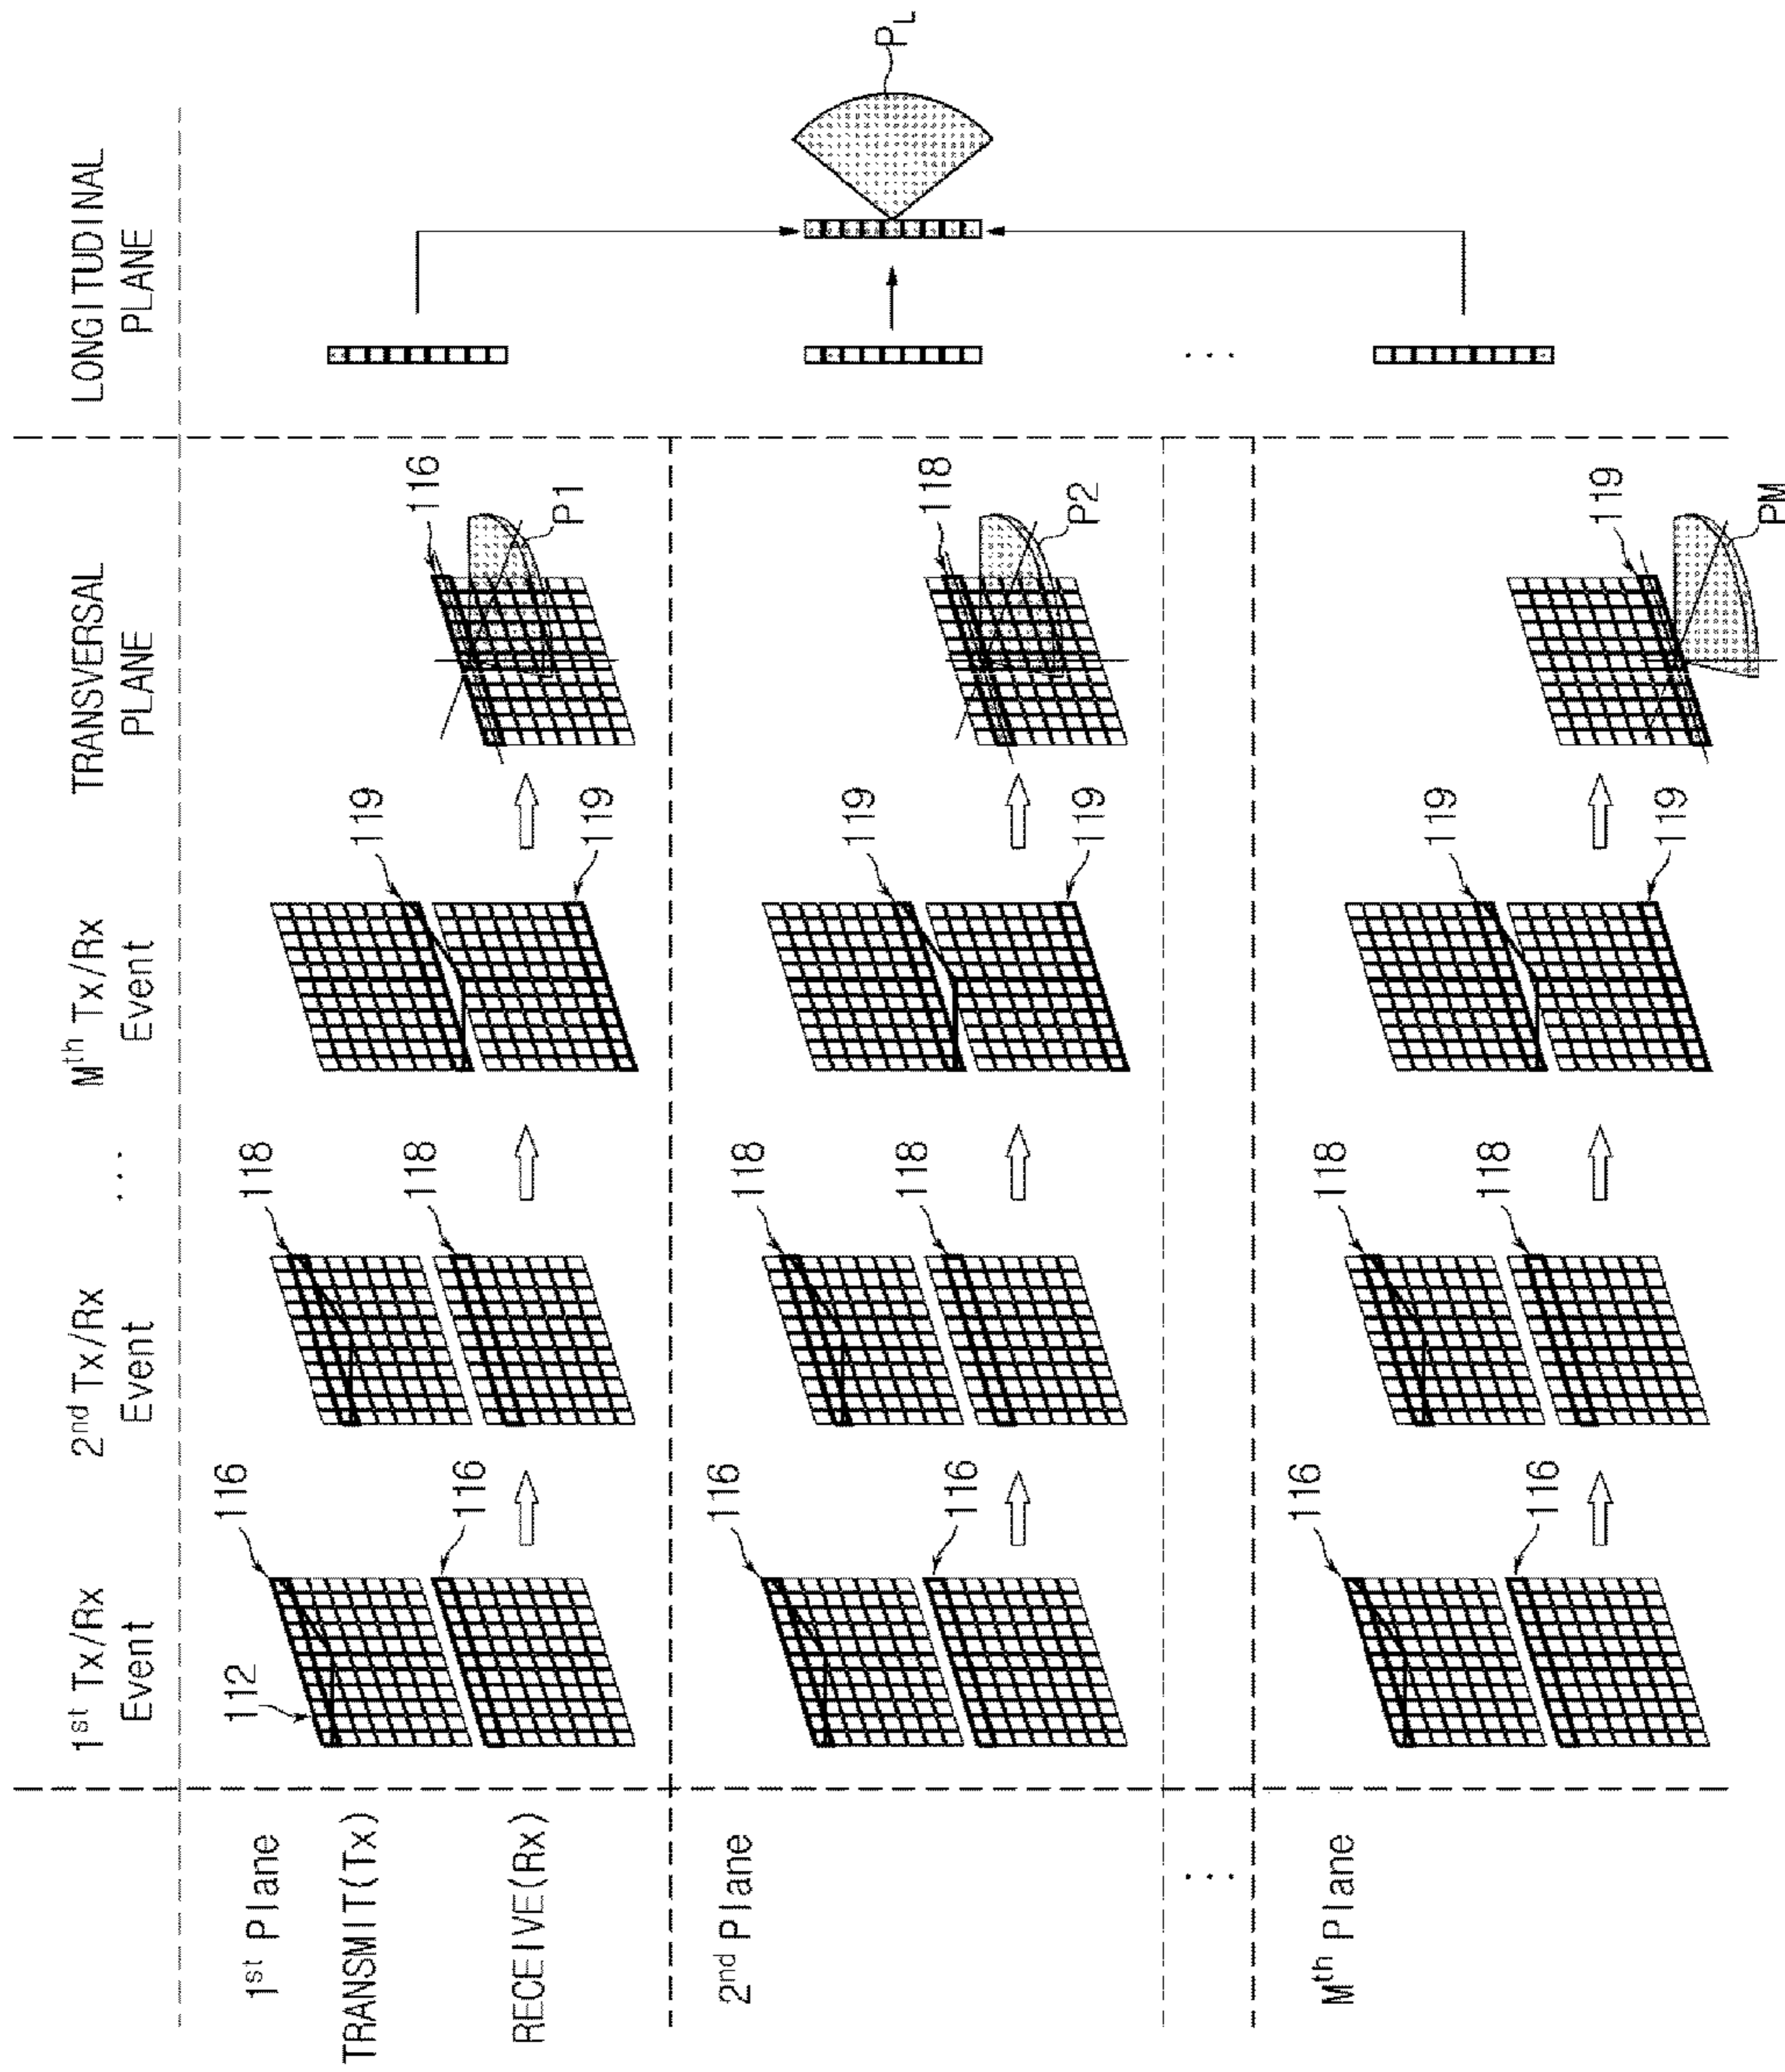 1st Tx/Rx
Event
2nd Tx/Rx
Event
...
Mth Tx/Rx
Event
TRANSVERSAL
PLANE
LONGITUDINAL
PLANE
1st Plane
TRANSMIT(Tx)
RECEIVE(Rx)
112
116
116
118
118
119
119
116
P1
2nd Plane
116
116
118
118
119
119
118
P2
PL
...
...
Mth Plane
116
116
118
118
119
119
119
PM